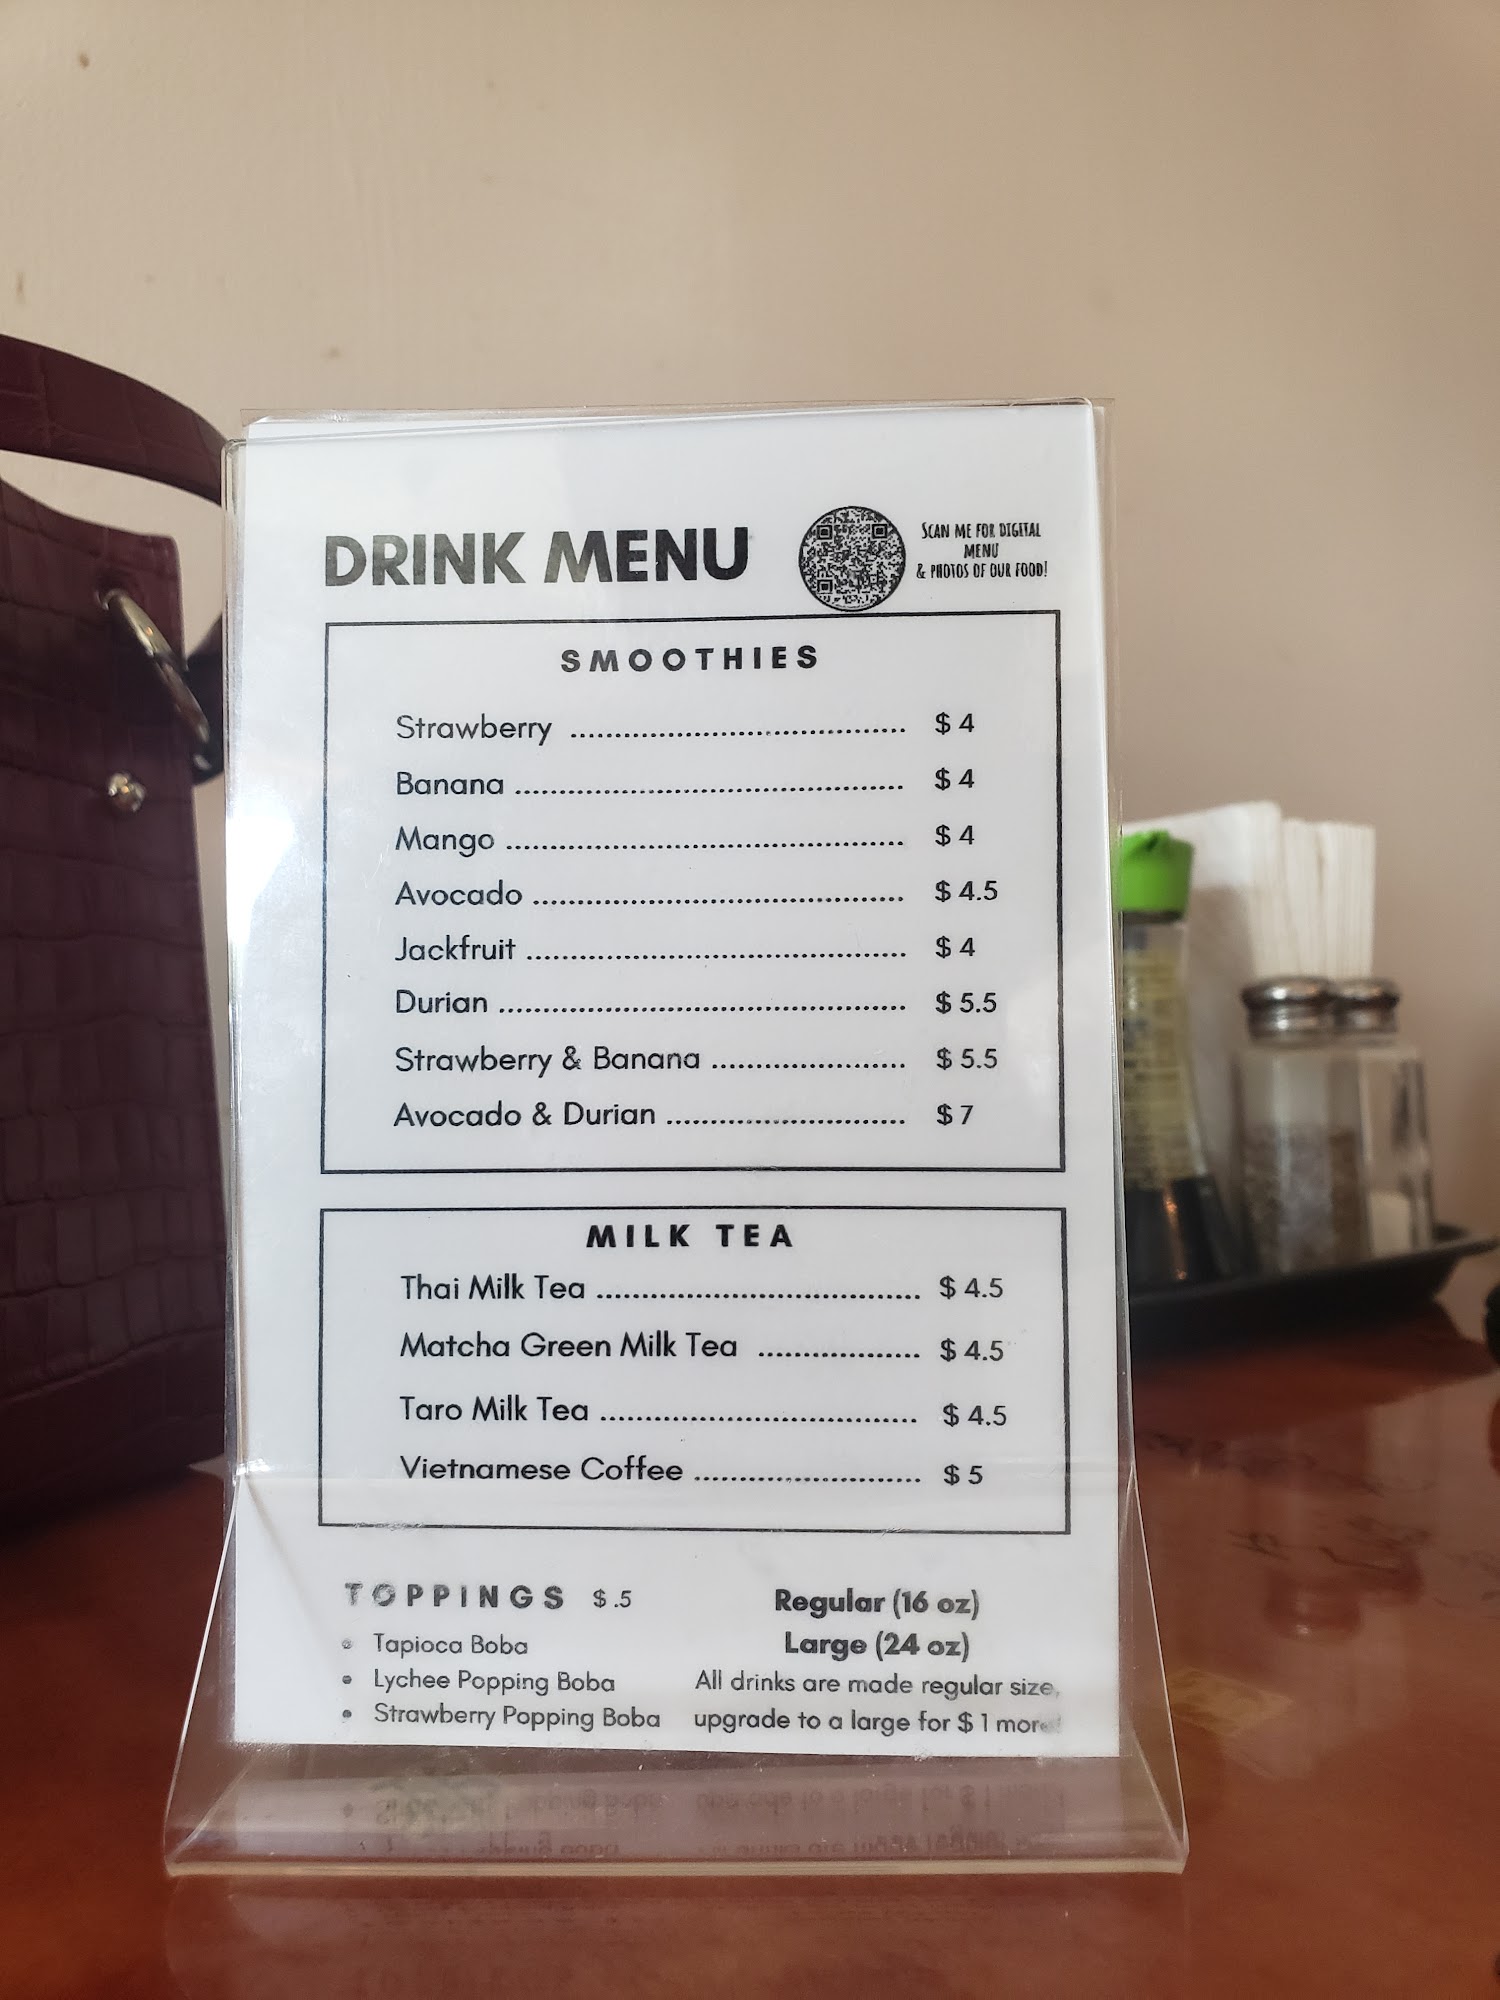 DRINK MENU
SCAN ME FOR DIGITAL
MENU
& PHOTOS OF OUR FOOD!
SMOOTHIES
Strawberry ...................................... $ 4
Banana ............................................ $ 4
Mango ............................................. $ 4
Avocado .......................................... $ 4.5
Jackfruit ........................................... $ 4
Durian .............................................. $ 5.5
Strawberry & Banana ...................... $ 5.5
Avocado & Durian ........................... $ 7
MILK TEA
Thai Milk Tea .................................... $ 4.5
Matcha Green Milk Tea .................. $ 4.5
Taro Milk Tea ................................... $ 4.5
Vietnamese Coffee ......................... $ 5
TOPPINGS $ .5
• Tapioca Boba
• Lychee Popping Boba
• Strawberry Popping Boba
Regular (16 oz)
Large (24 oz)
All drinks are made regular size,
upgrade to a large for $ 1 more